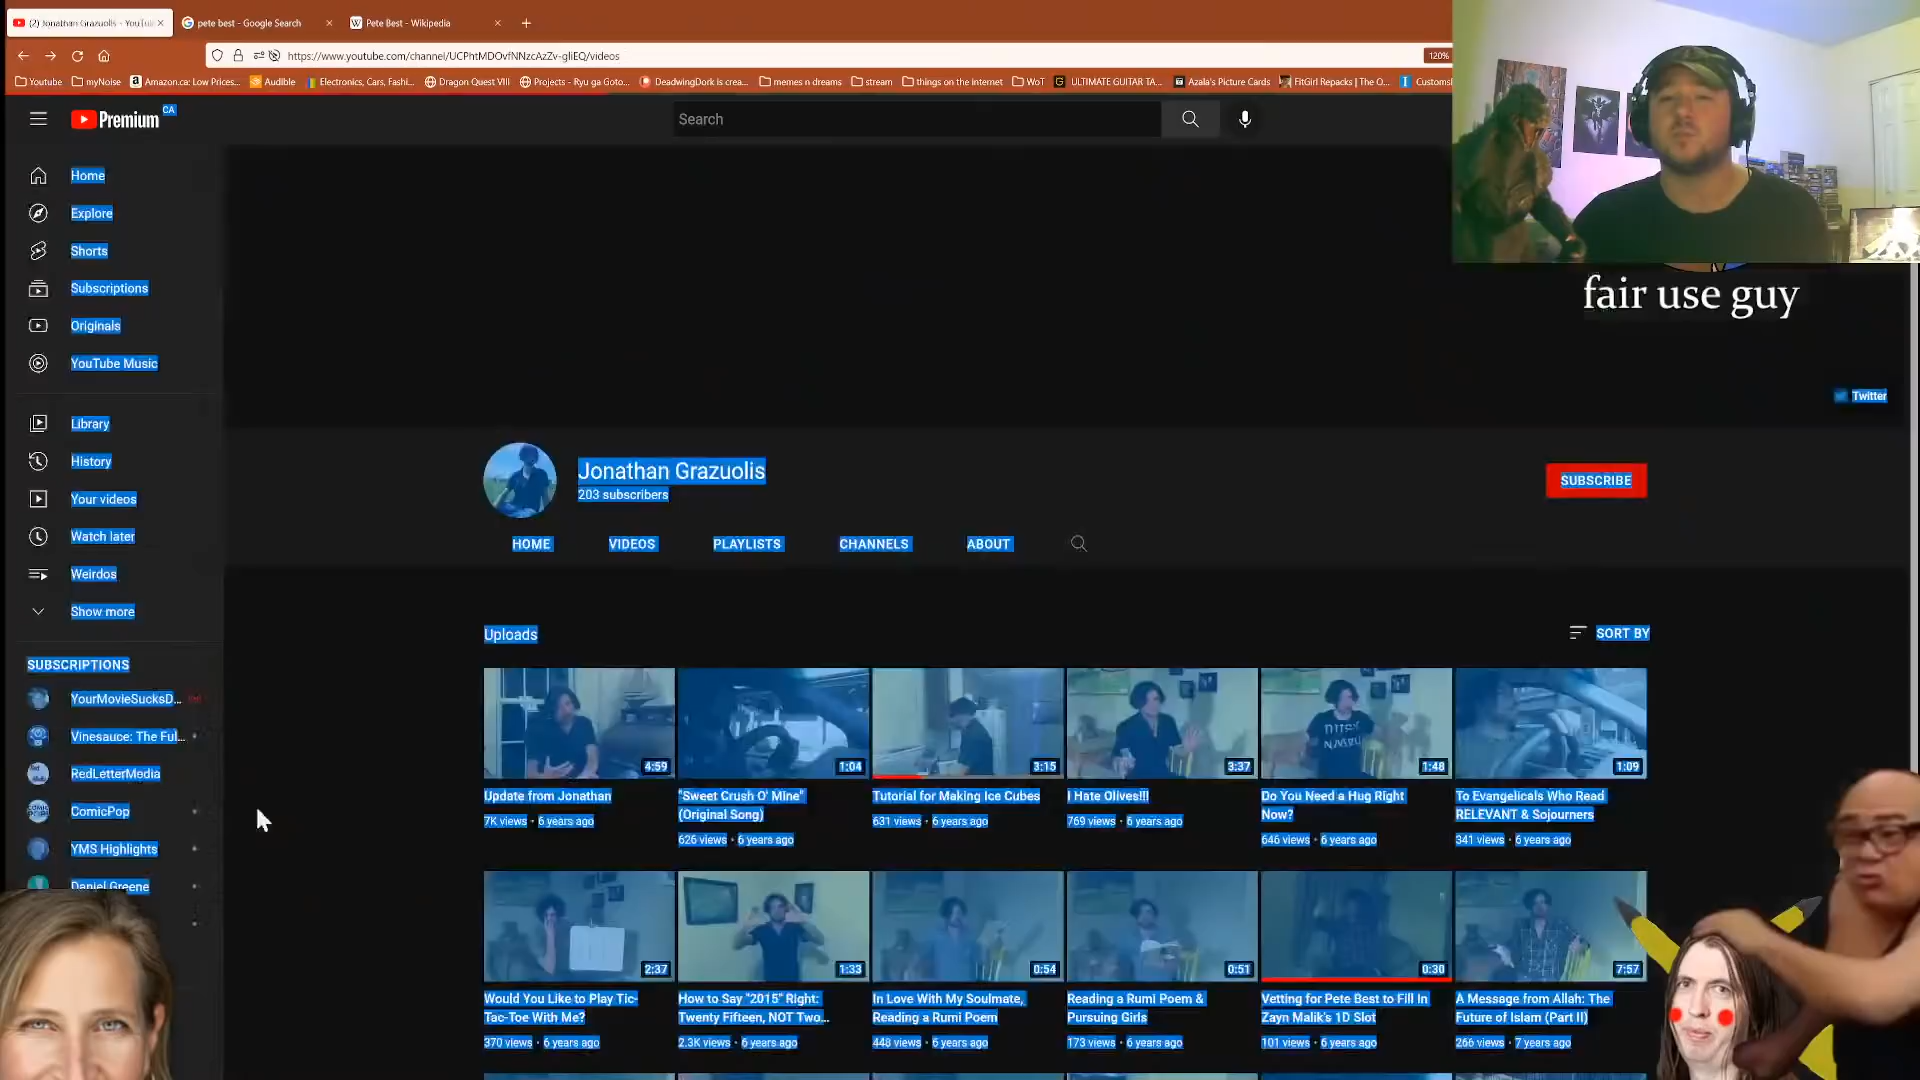 (2) Jonathan Grazuolis - YouTu
pete best - Google Search
Pete Best - Wikipedia
https://www.youtube.com/channel/UCPhtMDOvfNNzcAzZv-gliEQ/videos
120%
Youtube
myNoise
Amazon.ca: Low Prices...
Audible
Electronics, Cars, Fashi...
Dragon Quest VIII
Projects - Ryu ga Goto...
DeadwingDork is crea...
memes n dreams
stream
things on the internet
WoT
ULTIMATE GUITAR TA...
Azala's Picture Cards
FitGirl Repacks | The O...
Customs
Premium
CA
Search
Home
Explore
Shorts
Subscriptions
Originals
YouTube Music
Library
History
Your videos
Watch later
Weirdos
Show more
SUBSCRIPTIONS
YourMovieSucksD...
Vinesauce: The Ful...
RedLetterMedia
ComicPop
YMS Highlights
Daniel Greene
fair use guy
Twitter
Jonathan Grazuolis
203 subscribers
SUBSCRIBE
HOME
VIDEOS
PLAYLISTS
CHANNELS
ABOUT
Uploads
SORT BY
4:59
1:04
3:15
3:37
1:48
1:09
Update from Jonathan
7K views • 6 years ago
"Sweet Crush O' Mine"
(Original Song)
626 views • 6 years ago
Tutorial for Making Ice Cubes
631 views • 6 years ago
I Hate Olives!!!
769 views • 6 years ago
Do You Need a Hug Right
Now?
646 views • 6 years ago
To Evangelicals Who Read
RELEVANT & Sojourners
341 views • 6 years ago
2:37
1:33
0:54
0:51
0:30
7:57
Would You Like to Play Tic-
Tac-Toe With Me?
370 views • 6 years ago
How to Say "2015" Right:
Twenty Fifteen, NOT Two...
2.3K views • 6 years ago
In Love With My Soulmate,
Reading a Rumi Poem
448 views • 6 years ago
Reading a Rumi Poem &
Pursuing Girls
173 views • 6 years ago
Vetting for Pete Best to Fill In
Zayn Malik's 1D Slot
101 views • 6 years ago
A Message from Allah: The
Future of Islam (Part II)
266 views • 7 years ago